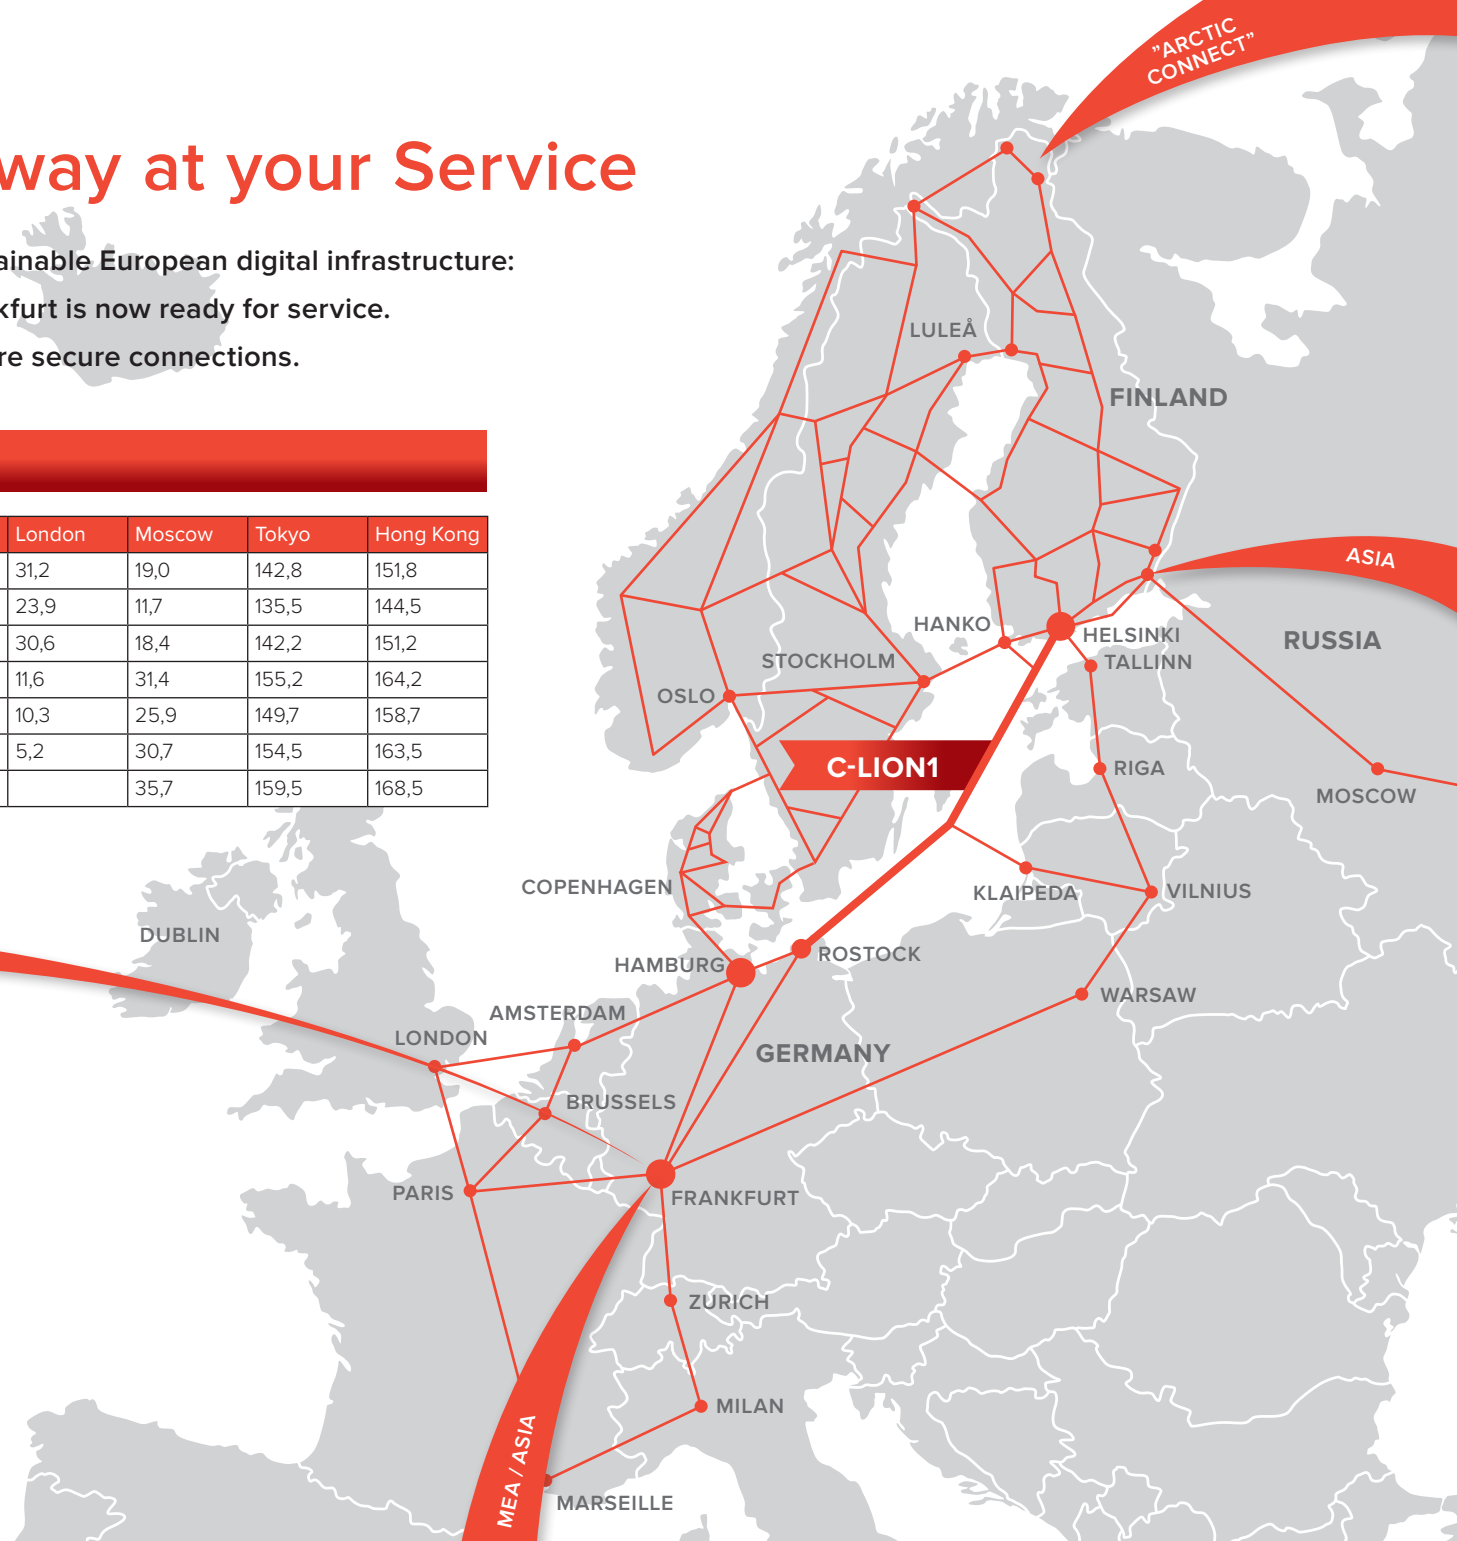 "ARCTIC
CONNECT"
way at your Service
ainable European digital infrastructure:
kfurt is now ready for service.
re secure connections.
London Moscow Tokyo Hong Kong
31,2 19,0 142,8 151,8
23,9 11,7 135,5 144,5
30,6 18,4 142,2 151,2
11,6 31,4 155,2 164,2
10,3 25,9 149,7 158,7
5,2 30,7 154,5 163,5
35,7 159,5 168,5
LULEÅ
FINLAND
ASIA
HANKO
HELSINKI
RUSSIA
STOCKHOLM
TALLINN
OSLO
C-LION1
RIGA
MOSCOW
COPENHAGEN
KLAIPEDA
VILNIUS
DUBLIN
HAMBURG
ROSTOCK
WARSAW
AMSTERDAM
LONDON
GERMANY
BRUSSELS
PARIS
FRANKFURT
ZURICH
MILAN
MEA / ASIA
MARSEILLE